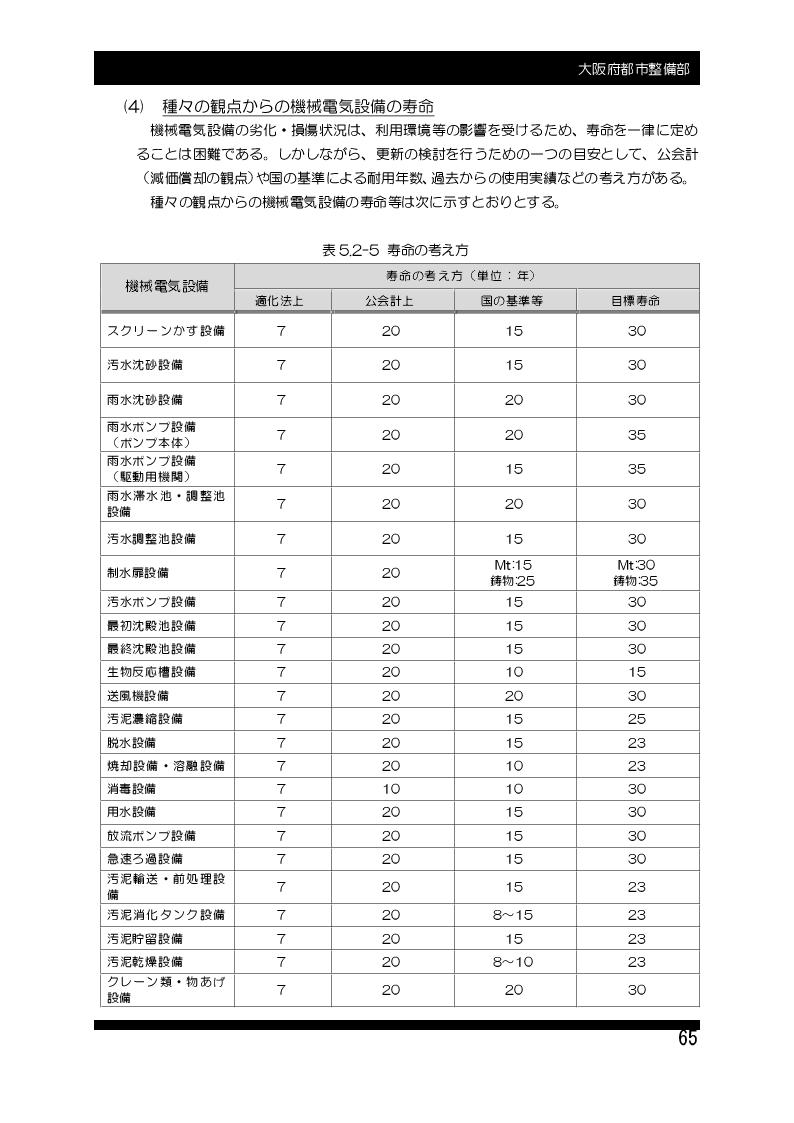 大阪府都市整備部
(4) 種々の観点からの機械電気設備の寿命
機械電気設備の劣化・損傷状況は、利用環境等の影響を受けるため、寿命を一律に定め
ることは困難である。しかしながら、更新の検討を行うための一つの目安として、公会計
（減価償却の観点）や国の基準による耐用年数、過去からの使用実績などの考え方がある。
種々の観点からの機械電気設備の寿命等は次に示すとおりとする。
表 5.2-5 寿命の考え方
機械電気設備 寿命の考え方（単位：年）
適化法上 公会計上 国の基準等 目標寿命
スクリーンかす設備 7 20 15 30
汚水沈砂設備 7 20 15 30
雨水沈砂設備 7 20 20 30
雨水ポンプ設備
（ポンプ本体） 7 20 20 35
雨水ポンプ設備
（駆動用機関） 7 20 15 35
雨水滞水池・調整池
設備 7 20 20 30
汚水調整池設備 7 20 15 30
制水扉設備 7 20 Mt:15 Mt:30
鋳物:25 鋳物:35
汚水ポンプ設備 7 20 15 30
最初沈殿池設備 7 20 15 30
最終沈殿池設備 7 20 15 30
生物反応槽設備 7 20 10 15
送風機設備 7 20 20 30
汚泥濃縮設備 7 20 15 25
脱水設備 7 20 15 23
焼却設備・溶融設備 7 20 10 23
消毒設備 7 10 10 30
用水設備 7 20 15 30
放流ポンプ設備 7 20 15 30
急速ろ過設備 7 20 15 30
汚泥輸送・前処理設
備 7 20 15 23
汚泥消化タンク設備 7 20 8～15 23
汚泥貯留設備 7 20 15 23
汚泥乾燥設備 7 20 8～10 23
クレーン類・物あげ
設備 7 20 20 30
65